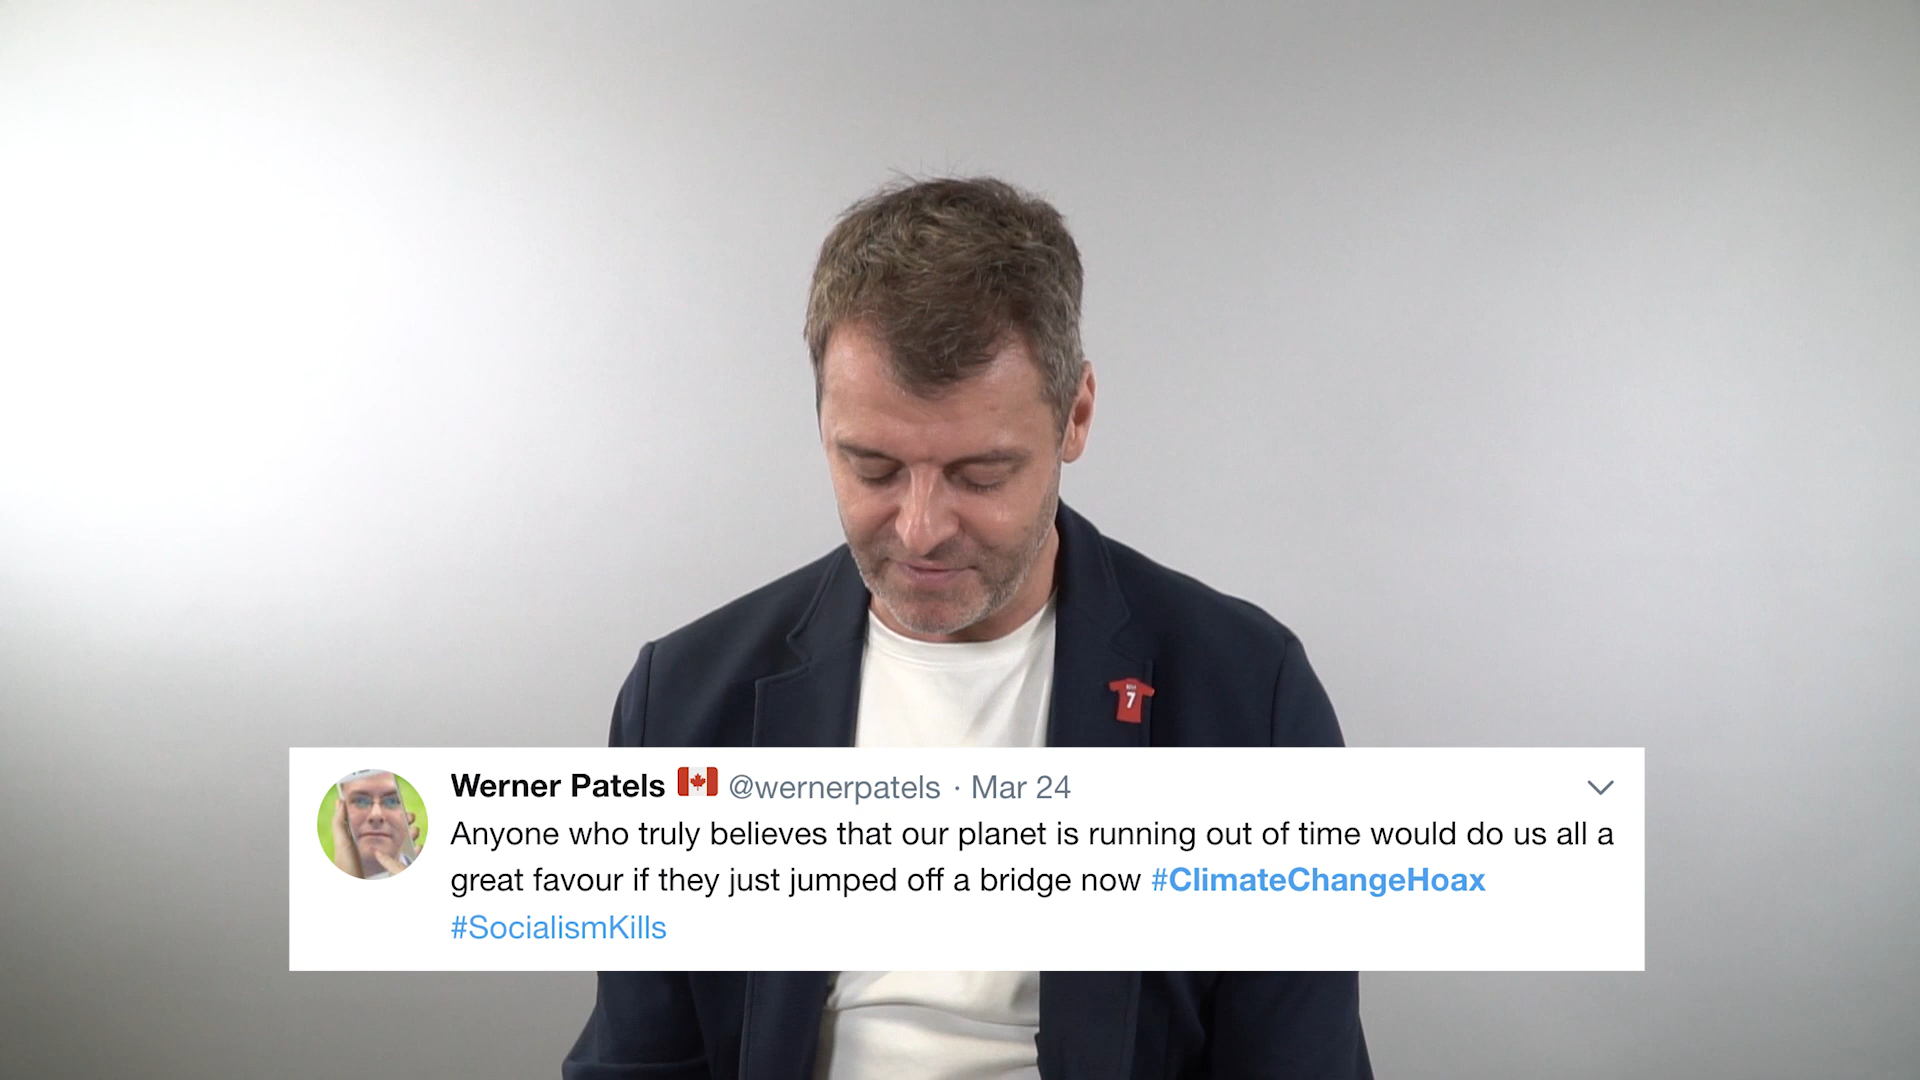 Werner Patels 🇨🇦 @wernerpatels · Mar 24
Anyone who truly believes that our planet is running out of time would do us all a
great favour if they just jumped off a bridge now #ClimateChangeHoax
#SocialismKills
7